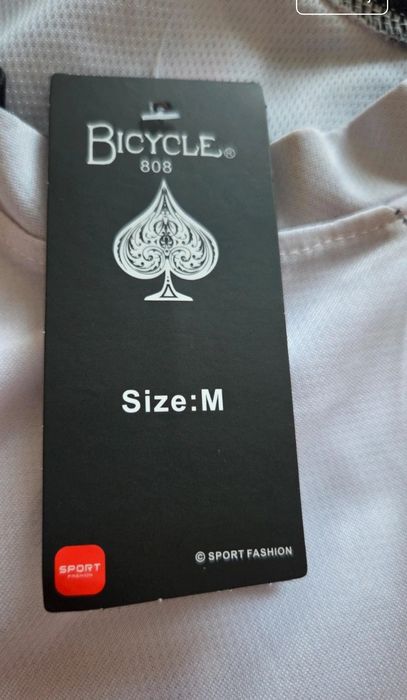 BICYCLE®
808
Size:M
SPORT
FASHION
© SPORT FASHION